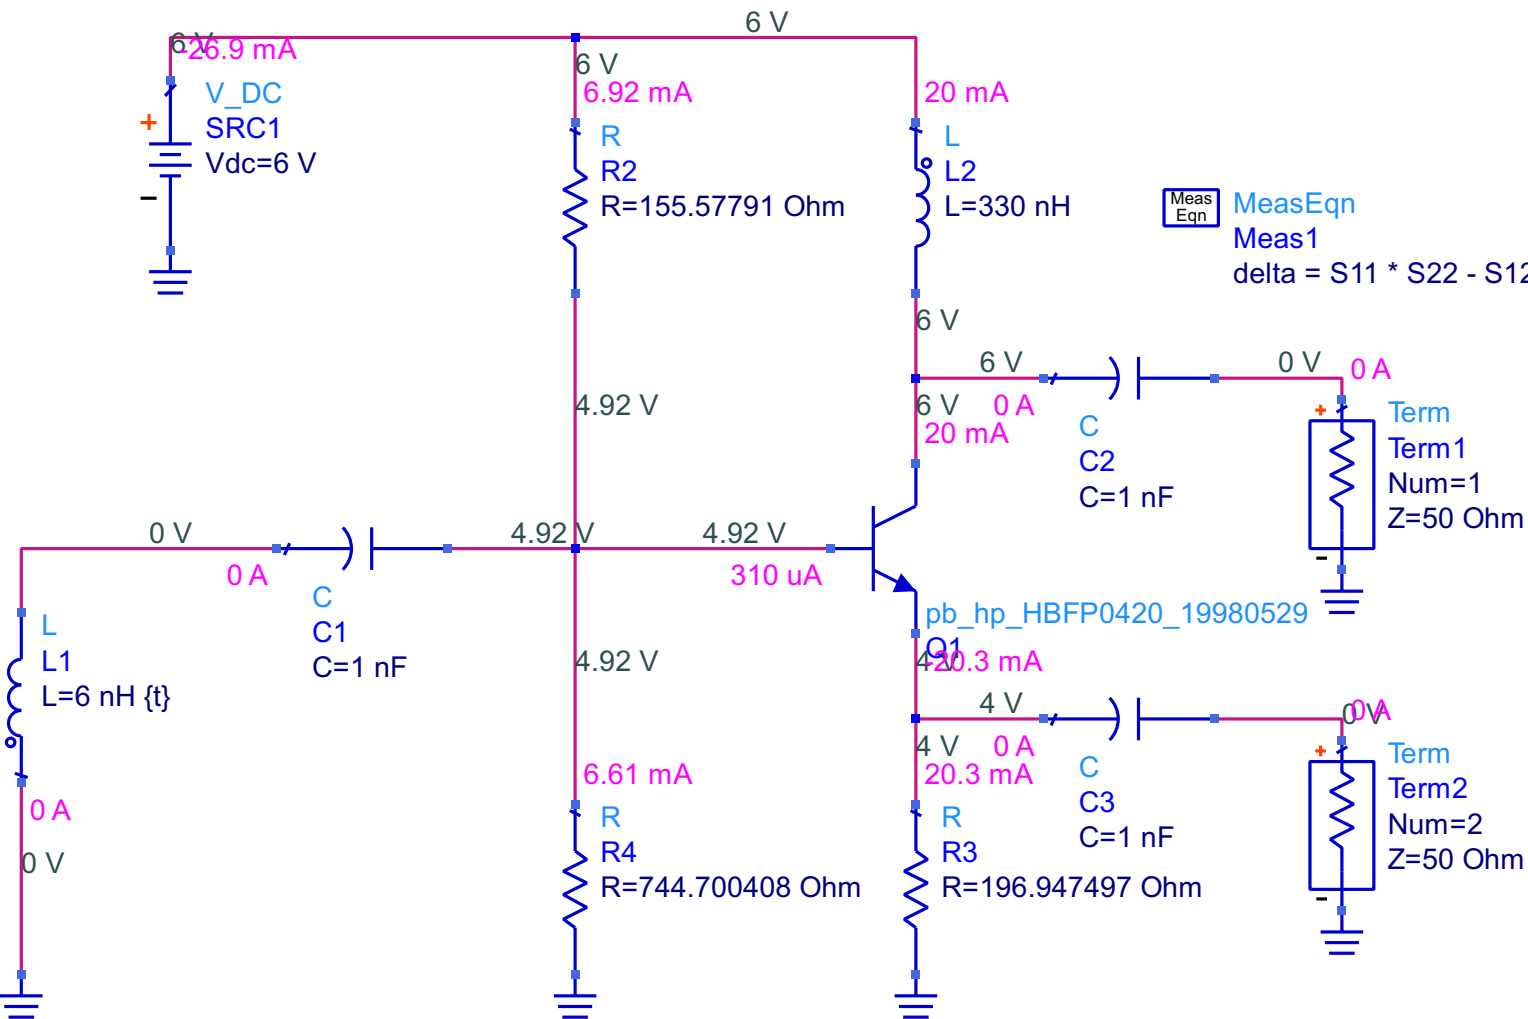 6 V
6 V
-26.9 mA
V_DC
SRC1
Vdc=6 V
+
-
6 V
6.92 mA
R
R2
R=155.57791 Ohm
20 mA
L
L2
L=330 nH
Meas
Eqn
MeasEqn
Meas1
delta = S11 * S22 - S12
6 V
6 V
0 V
0 A
4.92 V
6 V
0 A
20 mA
C
C2
C=1 nF
+
Term
Term1
Num=1
Z=50 Ohm
-
0 V
0 A
C
C1
C=1 nF
4.92 V
4.92 V
310 uA
pb_hp_HBFP0420_19980529
Q1
4 V
-20.3 mA
L
L1
L=6 nH {t}
0 A
0 V
4.92 V
4 V
0 V
0 A
4 V
0 A
20.3 mA
C
C3
C=1 nF
+
Term
Term2
Num=2
Z=50 Ohm
-
6.61 mA
R
R4
R=744.700408 Ohm
R
R3
R=196.947497 Ohm